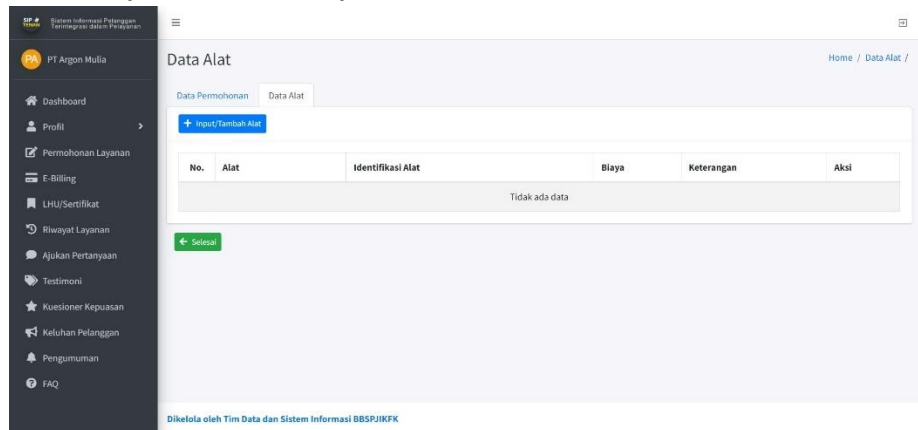 SIP TENAN
Sistem Informasi Pelanggan
Terintegrasi dalam Pelayanan
PA PT Argon Mulia
Dashboard
Profil
Permohonan Layanan
E-Billing
LHU/Sertifikat
Riwayat Layanan
Ajukan Pertanyaan
Testimoni
Kuesioner Kepuasan
Keluhan Pelanggan
Pengumuman
FAQ
Data Alat
Home / Data Alat /
Data Permohonan Data Alat
+ Input/Tambah Alat
No. Alat Identifikasi Alat Biaya Keterangan Aksi
Tidak ada data
Selesai
Dikelola oleh Tim Data dan Sistem Informasi BBSPJIKFK